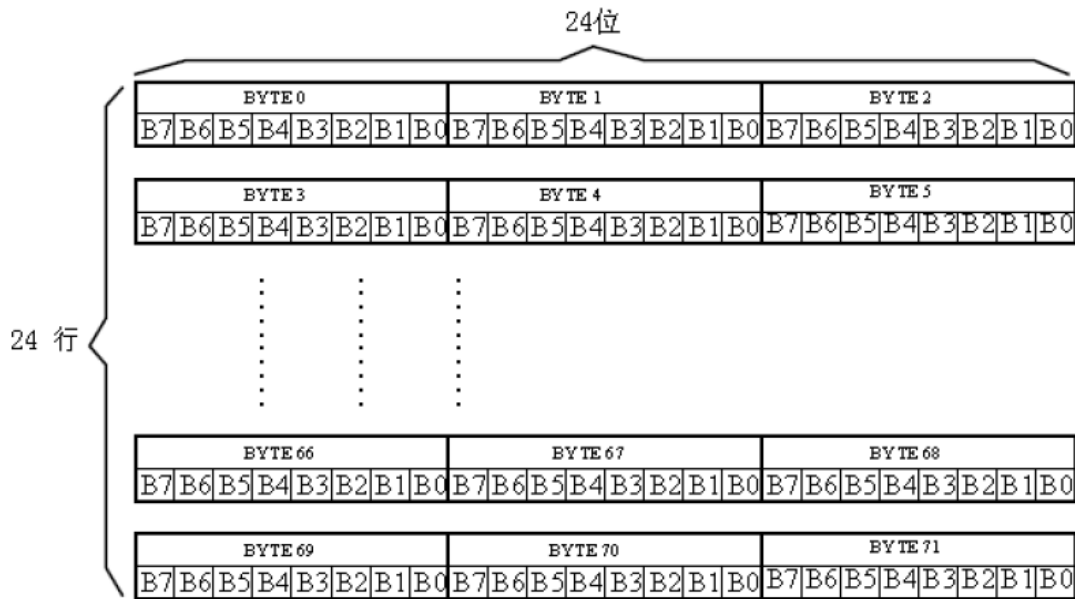 24位
BYTE 0 BYTE 1 BYTE 2
B7 B6 B5 B4 B3 B2 B1 B0 B7 B6 B5 B4 B3 B2 B1 B0 B7 B6 B5 B4 B3 B2 B1 B0
BYTE 3 BYTE 4 BYTE 5
B7 B6 B5 B4 B3 B2 B1 B0 B7 B6 B5 B4 B3 B2 B1 B0 B7 B6 B5 B4 B3 B2 B1 B0
24 行
BYTE 66 BYTE 67 BYTE 68
B7 B6 B5 B4 B3 B2 B1 B0 B7 B6 B5 B4 B3 B2 B1 B0 B7 B6 B5 B4 B3 B2 B1 B0
BYTE 69 BYTE 70 BYTE 71
B7 B6 B5 B4 B3 B2 B1 B0 B7 B6 B5 B4 B3 B2 B1 B0 B7 B6 B5 B4 B3 B2 B1 B0